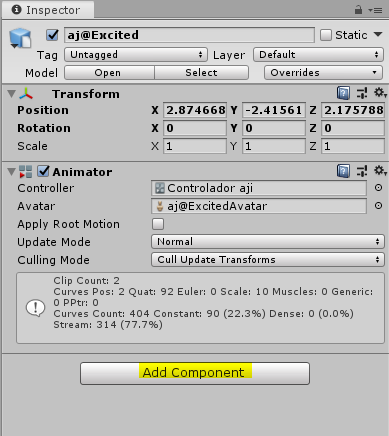 Inspector
aj@Excited Static
Tag Untagged Layer Default
Model Open Select Overrides
Transform
Position X 2.874668 Y -2.41561 Z 2.175788
Rotation X 0 Y 0 Z 0
Scale X 1 Y 1 Z 1
Animator
Controller Controlador aji
Avatar aj@ExcitedAvatar
Apply Root Motion
Update Mode Normal
Culling Mode Cull Update Transforms
Clip Count: 2
Curves Pos: 2 Quat: 92 Euler: 0 Scale: 10 Muscles: 0 Generic:
0 PPtr: 0
Curves Count: 404 Constant: 90 (22.3%) Dense: 0 (0.0%)
Stream: 314 (77.7%)
Add Component